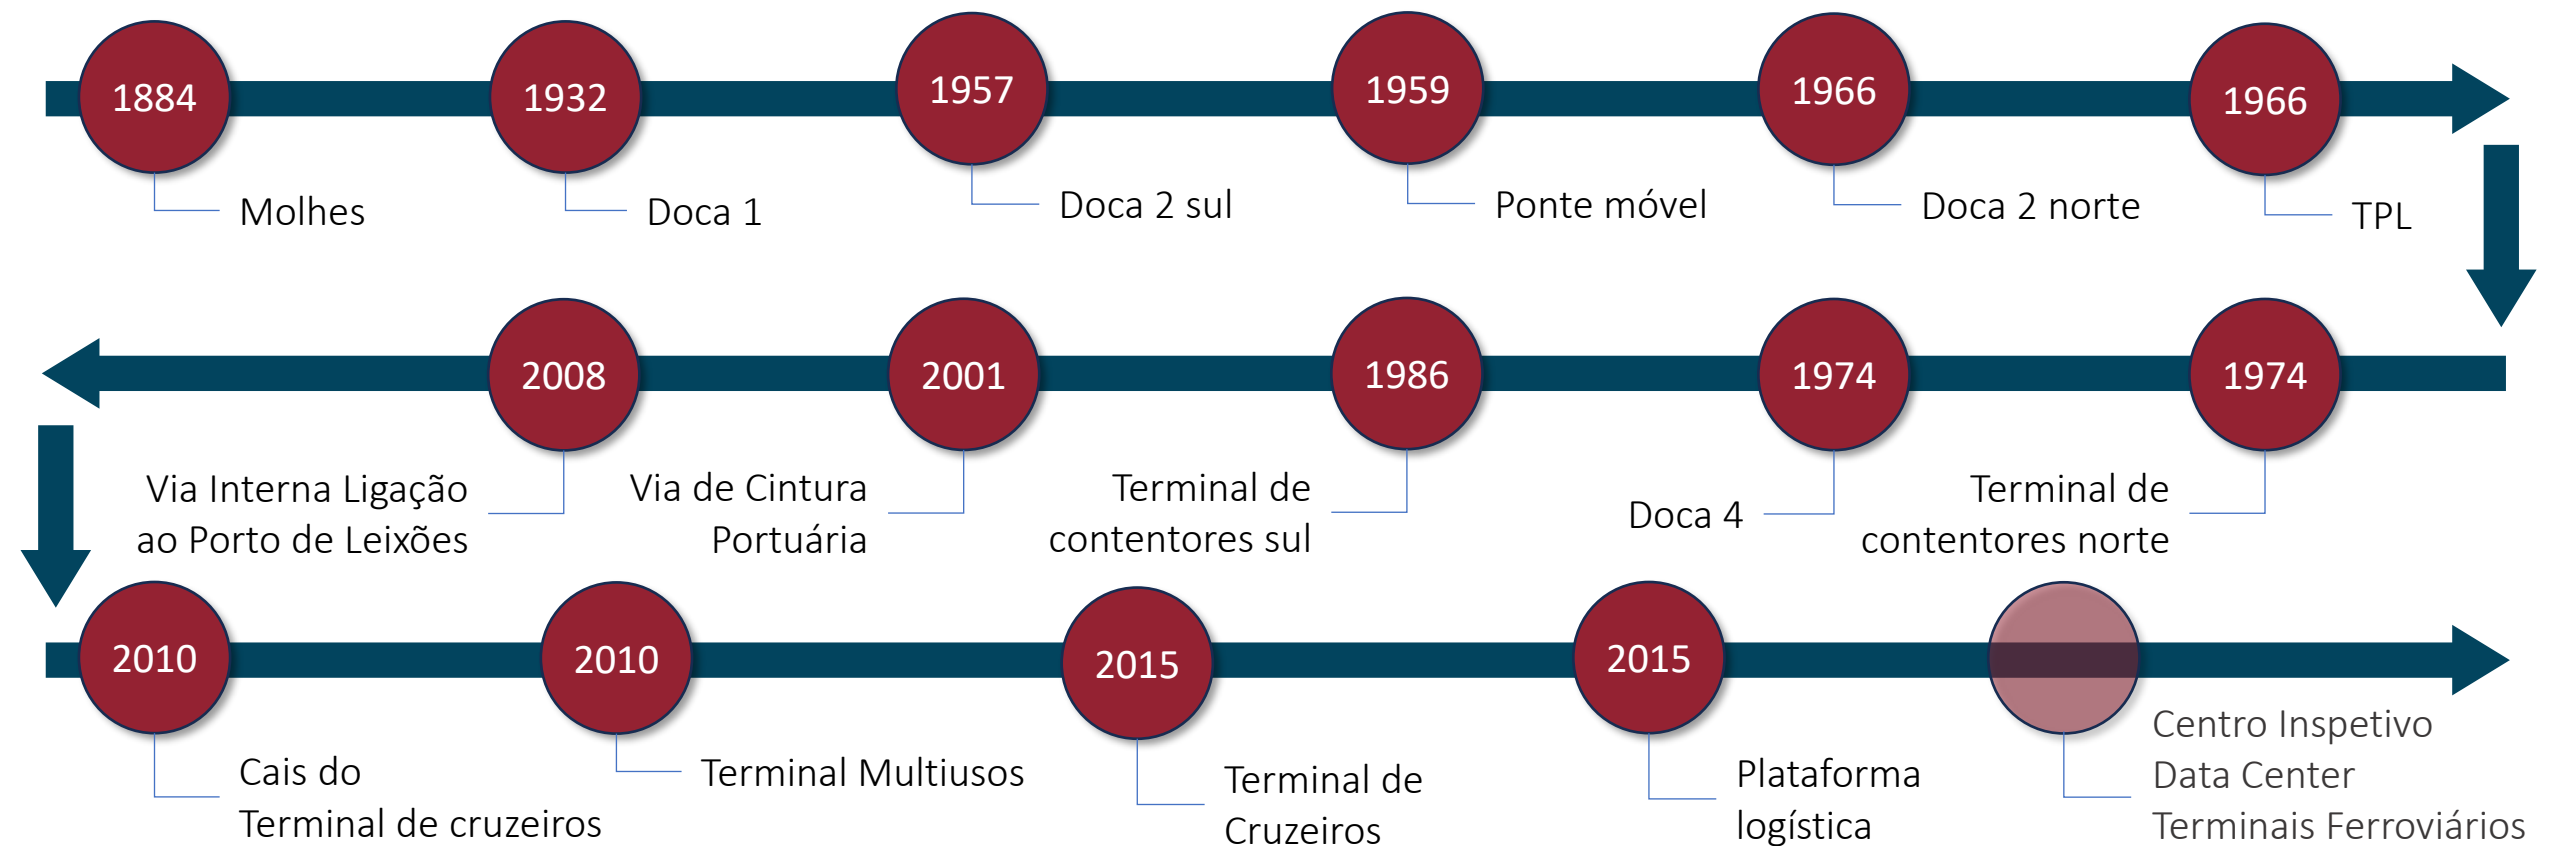 1884
Molhes
1932
Doca 1
1957
Doca 2 sul
1959
Ponte móvel
1966
Doca 2 norte
1966
TPL
1974
Terminal de
contentores norte
1974
Doca 4
1986
Terminal de
contentores sul
2001
Via de Cintura
Portuária
2008
Via Interna Ligação
ao Porto de Leixões
2010
Cais do
Terminal de cruzeiros
2010
Terminal Multiusos
2015
Terminal de
Cruzeiros
2015
Plataforma
logística
Centro Inspetivo
Data Center
Terminais Ferroviários